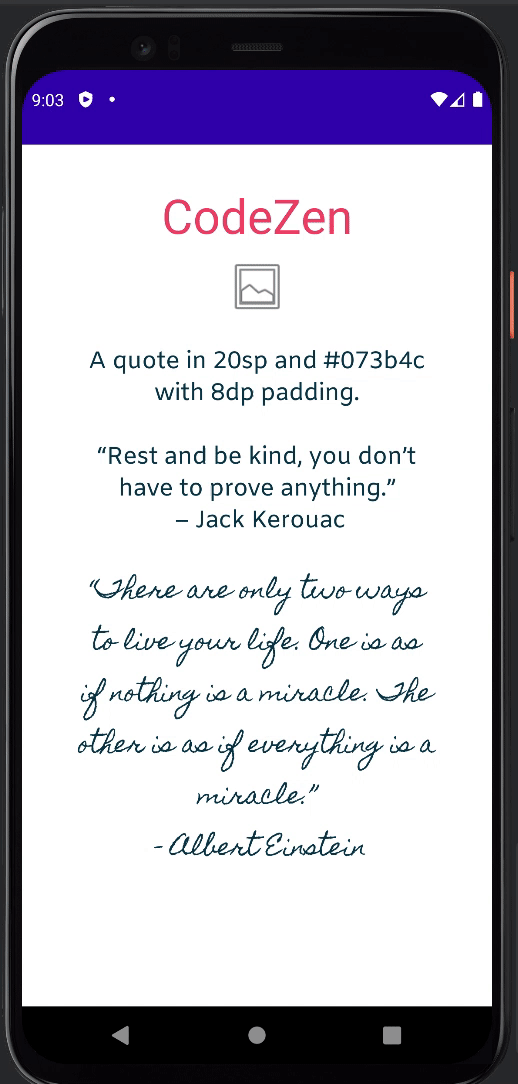 9:03
CodeZen
A quote in 20sp and #073b4c
with 8dp padding.
“Rest and be kind, you don’t
have to prove anything.”
– Jack Kerouac
“There are only two ways
to live your life. One is as
if nothing is a miracle. The
other is as if everything is a
miracle.”
- Albert Einstein